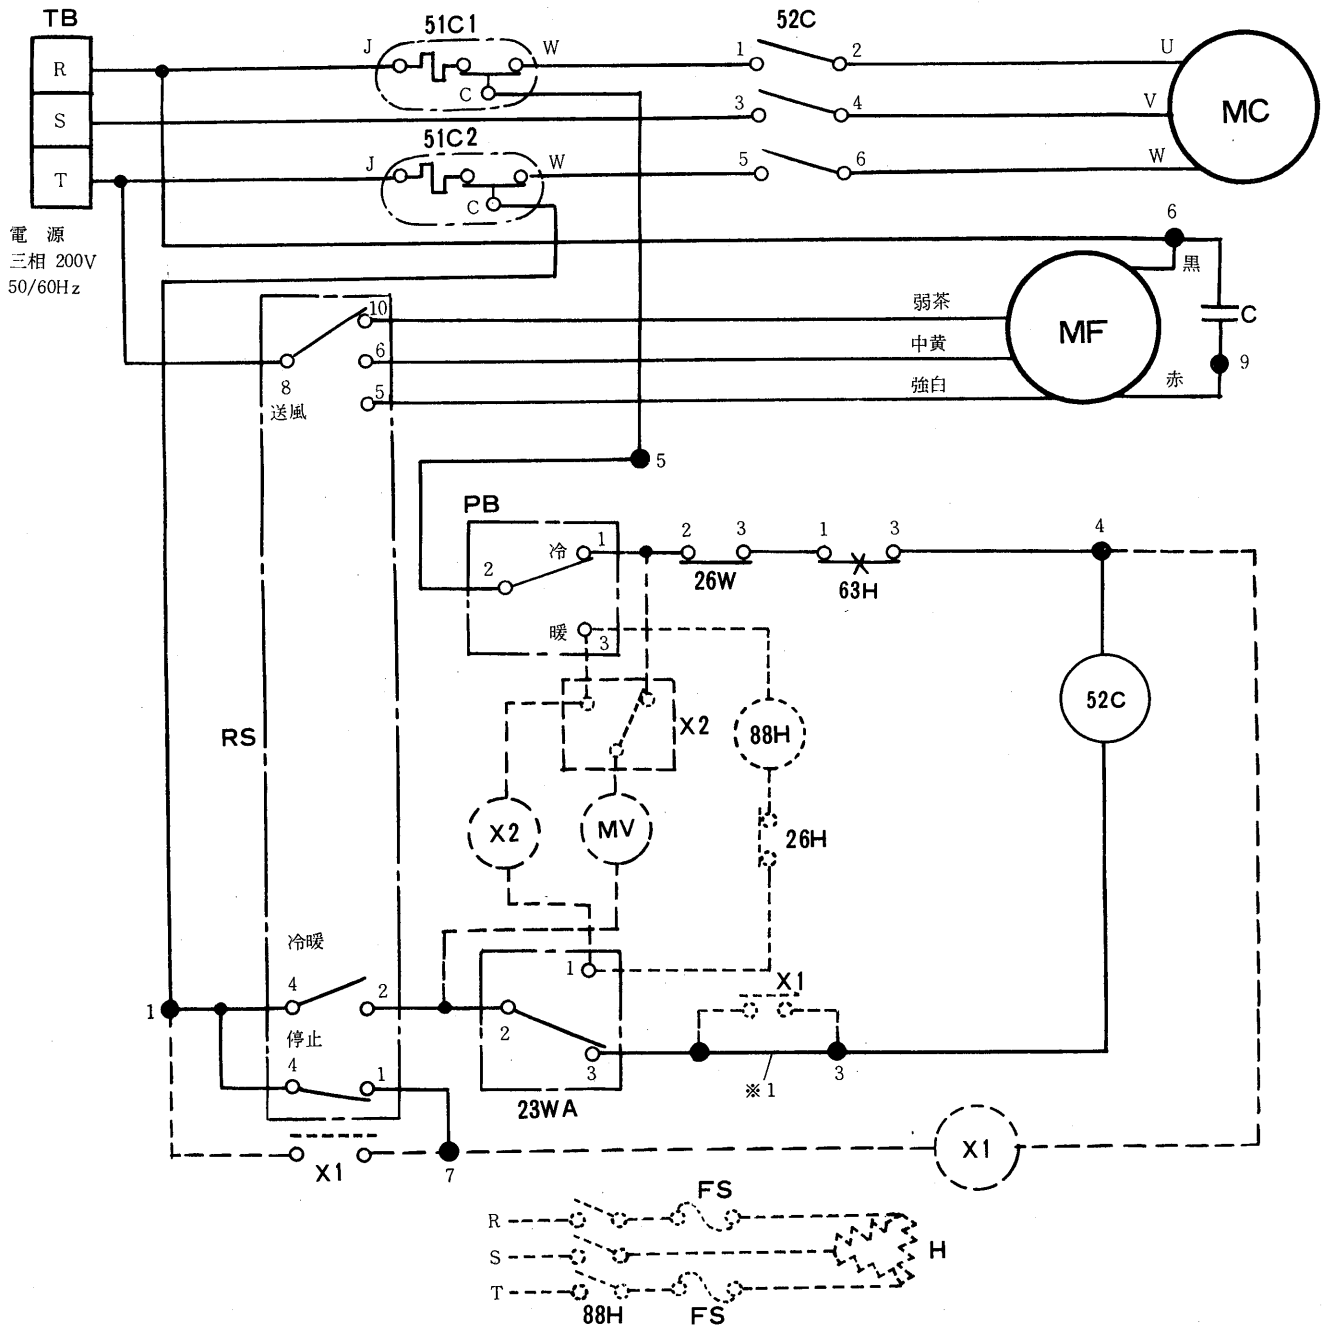 TB
51C1
52C
R
J
W
1
2
U
C
S
3
4
V
MC
51C2
T
J
W
5
6
W
C
電 源
三相 200V
50/60Hz
6
黒
10
弱茶
MF
C
6
中黄
9
8
5
強白
赤
送風
5
PB
冷
1
2
3
1
3
4
2
26W
63H
暖
3
52C
RS
X2
88H
X2
MV
26H
冷暖
1
X1
4
2
1
2
停止
4
1
3
※1
3
23WA
X1
7
X1
FS
R
S
H
T
88H
FS